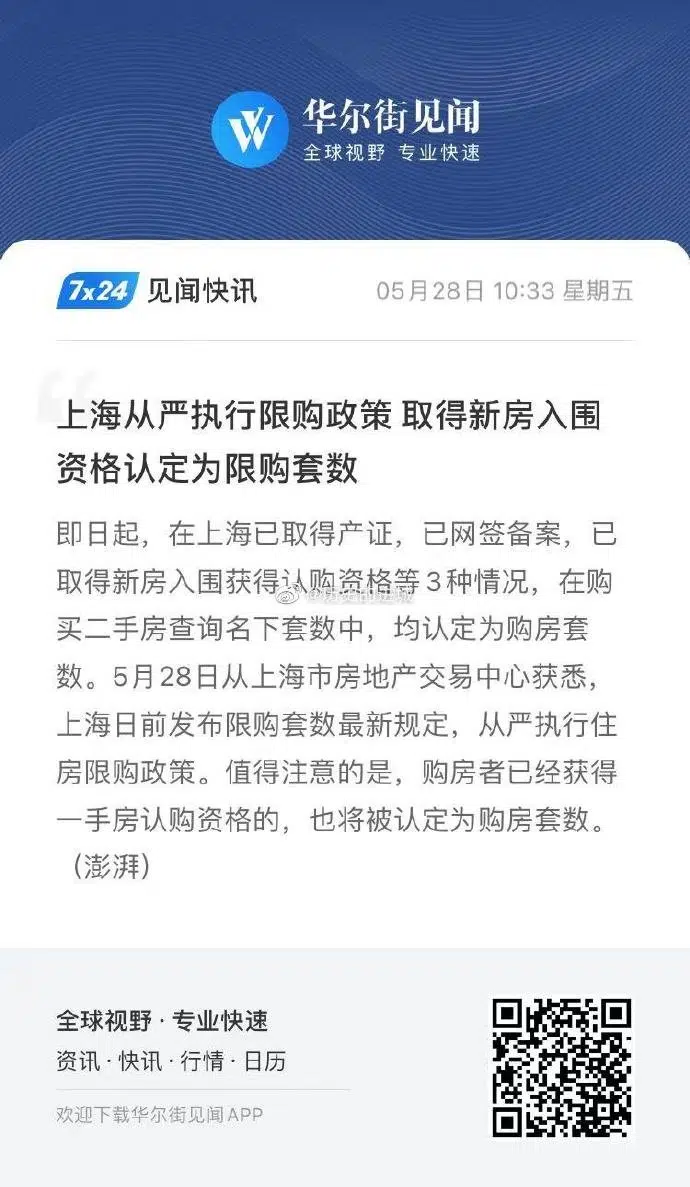 华尔街见闻
全球视野 专业快速
7x24 见闻快讯
05月28日 10:33 星期五
上海从严执行限购政策 取得新房入围
资格认定为限购套数
即日起，在上海已取得产证，已网签备案，已
取得新房入围获得认购资格等3种情况，在购
买二手房查询名下套数中，均认定为购房套
数。5月28日从上海市房地产交易中心获悉，
上海日前发布限购套数最新规定，从严执行住
房限购政策。值得注意的是，购房者已经获得
一手房认购资格的，也将被认定为购房套数。
（澎湃）
全球视野 · 专业快速
资讯 · 快讯 · 行情 · 日历
欢迎下载华尔街见闻APP